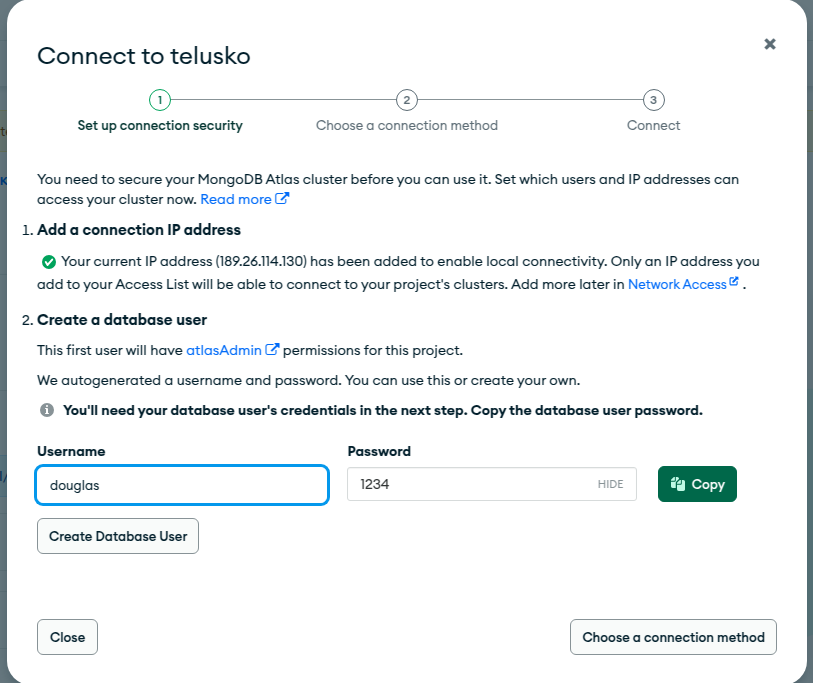 Connect to telusko
1
2
3
Set up connection security
Choose a connection method
Connect
You need to secure your MongoDB Atlas cluster before you can use it. Set which users and IP addresses can
access your cluster now. Read more
1. Add a connection IP address
Your current IP address (189.26.114.130) has been added to enable local connectivity. Only an IP address you
add to your Access List will be able to connect to your project's clusters. Add more later in Network Access .
2. Create a database user
This first user will have atlasAdmin permissions for this project.
We autogenerated a username and password. You can use this or create your own.
You'll need your database user's credentials in the next step. Copy the database user password.
Username
Password
douglas
1234
HIDE
Copy
Create Database User
Close
Choose a connection method